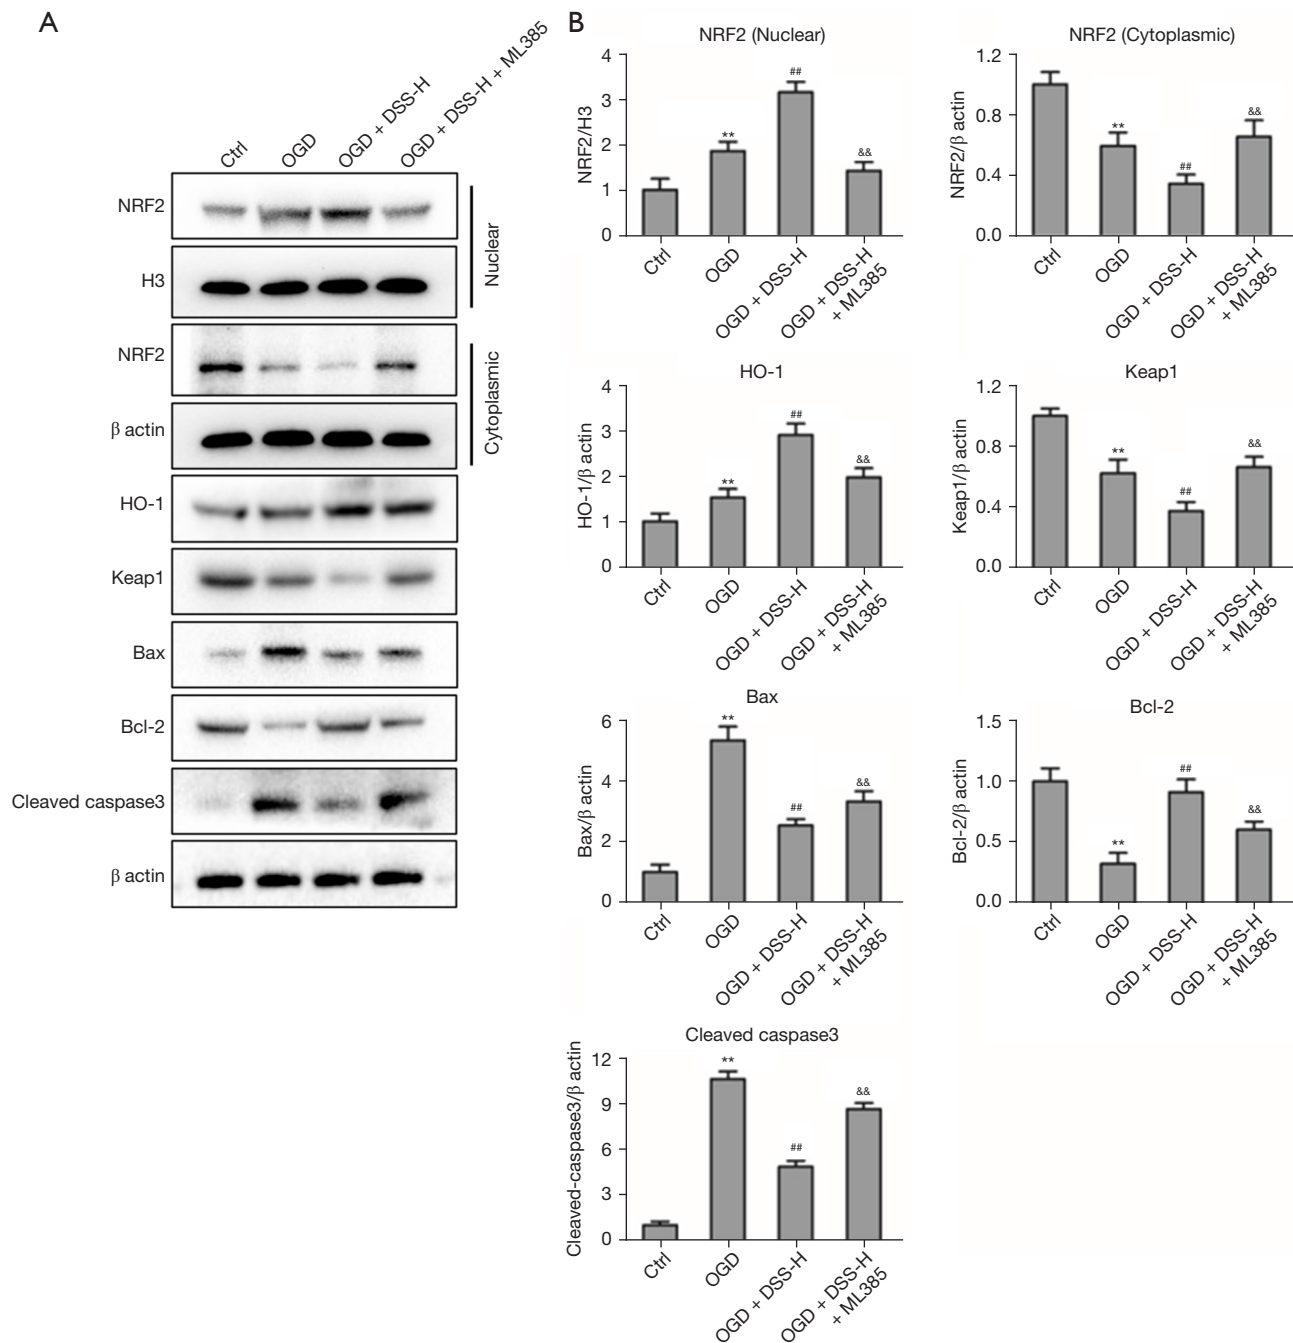 A
Ctrl
OGD
OGD + DSS-H
OGD + DSS-H + ML385
NRF2
H3
Nuclear
NRF2
β actin
Cytoplasmic
HO-1
Keap1
Bax
Bcl-2
Cleaved caspase3
β actin
B
NRF2 (Nuclear)
NRF2/H3
4
3
2
1
0
**
##
&&
Ctrl
OGD
OGD + DSS-H
OGD + DSS-H
+ ML385
NRF2 (Cytoplasmic)
NRF2/β actin
1.2
0.8
0.4
0.0
**
##
&&
Ctrl
OGD
OGD + DSS-H
OGD + DSS-H
+ ML385
HO-1
HO-1/β actin
4
3
2
1
0
**
##
&&
Ctrl
OGD
OGD + DSS-H
OGD + DSS-H
+ ML385
Keap1
Keap1/β actin
1.2
0.8
0.4
0.0
**
##
&&
Ctrl
OGD
OGD + DSS-H
OGD + DSS-H
+ ML385
Bax
Bax/β actin
6
4
2
0
**
##
&&
Ctrl
OGD
OGD + DSS-H
OGD + DSS-H
+ ML385
Bcl-2
Bcl-2/β actin
1.5
1.0
0.5
0.0
**
##
&&
Ctrl
OGD
OGD + DSS-H
OGD + DSS-H
+ ML385
Cleaved caspase3
Cleaved-caspase3/β actin
12
9
6
3
0
**
##
&&
Ctrl
OGD
OGD + DSS-H
OGD + DSS-H
+ ML385